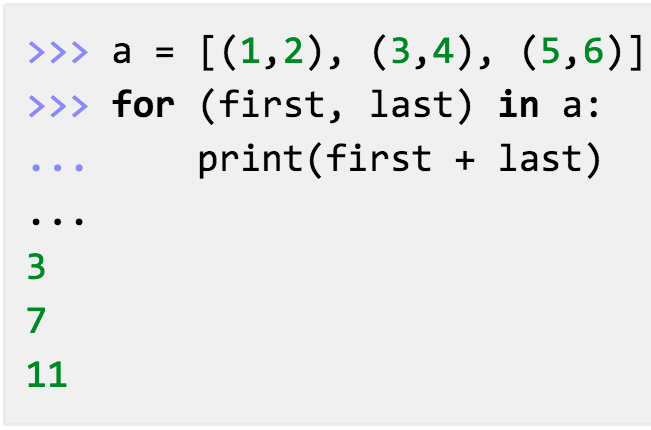 >>> a = [(1,2), (3,4), (5,6)]
>>> for (first, last) in a:
...     print(first + last)
...
3
7
11